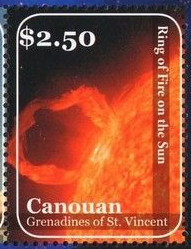 $2.50
Ring of Fire on the Sun
Canouan
Grenadines of St. Vincent